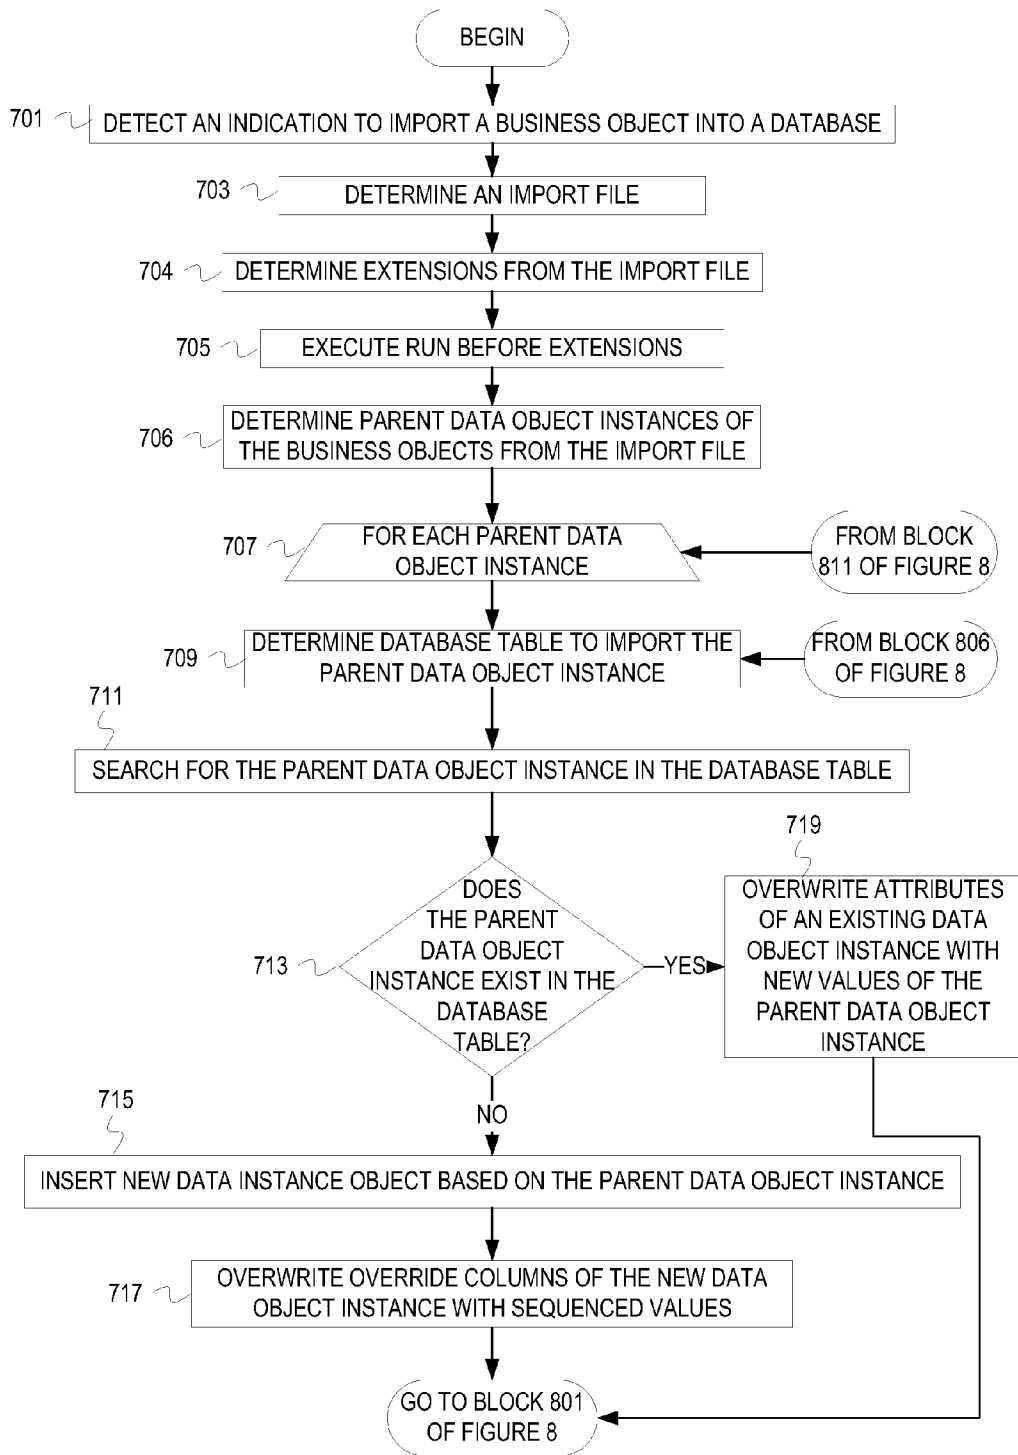 BEGIN
701
DETECT AN INDICATION TO IMPORT A BUSINESS OBJECT INTO A DATABASE
703
DETERMINE AN IMPORT FILE
704
DETERMINE EXTENSIONS FROM THE IMPORT FILE
705
EXECUTE RUN BEFORE EXTENSIONS
706
DETERMINE PARENT DATA OBJECT INSTANCES OF
THE BUSINESS OBJECTS FROM THE IMPORT FILE
707
FOR EACH PARENT DATA
OBJECT INSTANCE
FROM BLOCK
811 OF FIGURE 8
709
DETERMINE DATABASE TABLE TO IMPORT THE
PARENT DATA OBJECT INSTANCE
FROM BLOCK 806
OF FIGURE 8
711
SEARCH FOR THE PARENT DATA OBJECT INSTANCE IN THE DATABASE TABLE
713
DOES
THE PARENT
DATA OBJECT
INSTANCE EXIST IN THE
DATABASE
TABLE?
YES
719
OVERWRITE ATTRIBUTES
OF AN EXISTING DATA
OBJECT INSTANCE WITH
NEW VALUES OF THE
PARENT DATA OBJECT
INSTANCE
NO
715
INSERT NEW DATA INSTANCE OBJECT BASED ON THE PARENT DATA OBJECT INSTANCE
717
OVERWRITE OVERRIDE COLUMNS OF THE NEW DATA
OBJECT INSTANCE WITH SEQUENCED VALUES
GO TO BLOCK 801
OF FIGURE 8